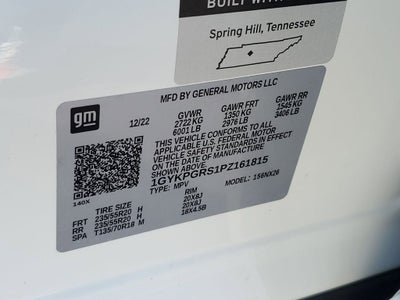 BUILT WITH
Spring Hill, Tennessee
gm
MFD BY GENERAL MOTORS LLC
12/22 GVWR GAWR FRT GAWR RR
2722 KG 1350 KG 1545 KG
6001 LB 2976 LB 3406 LB
THIS VEHICLE CONFORMS TO ALL
APPLICABLE U.S. FEDERAL MOTOR
VEHICLE SAFETY STANDARDS IN EFFECT
ON THE DATE OF MANUFACTURE SHOWN ABOVE.
1GYKPGRS1PZ161815
TYPE: MPV MODEL: 156NX26
140X
TIRE SIZE RIM
FRT 235/55R20 H 20X8J
RR 235/55R20 H 20X8J
SPA T135/70R18 M 18X4.5B